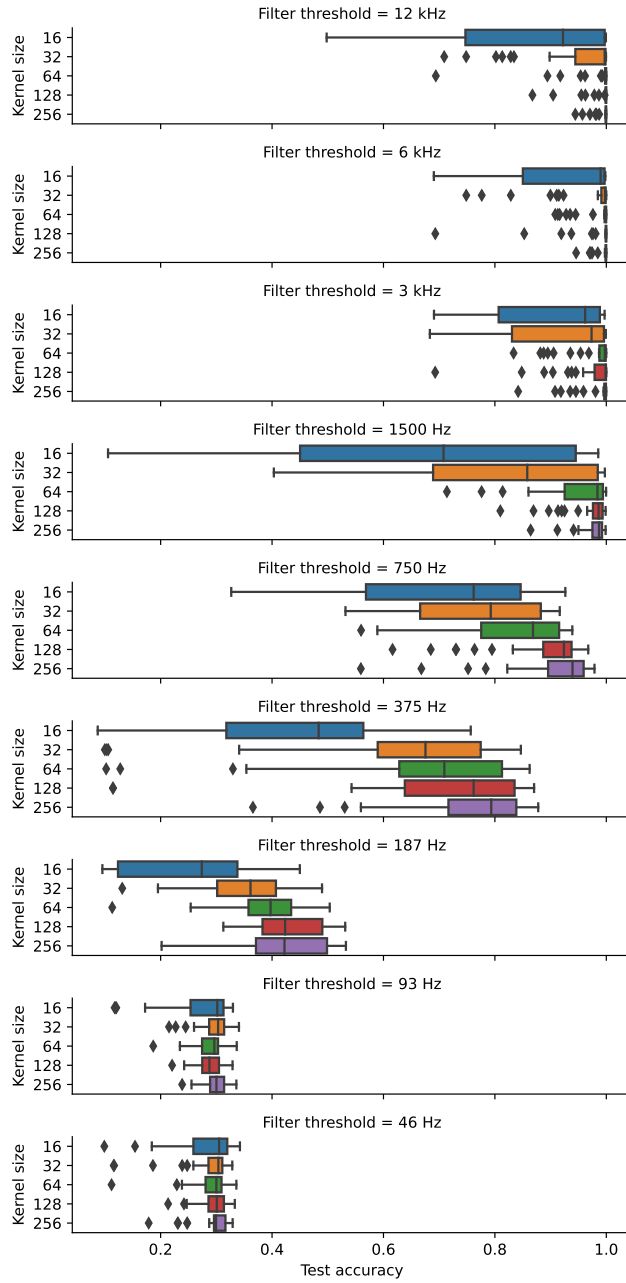 Filter threshold = 12 kHz
Kernel size
16
32
64
128
256
Filter threshold = 6 kHz
Kernel size
16
32
64
128
256
Filter threshold = 3 kHz
Kernel size
16
32
64
128
256
Filter threshold = 1500 Hz
Kernel size
16
32
64
128
256
Filter threshold = 750 Hz
Kernel size
16
32
64
128
256
Filter threshold = 375 Hz
Kernel size
16
32
64
128
256
Filter threshold = 187 Hz
Kernel size
16
32
64
128
256
Filter threshold = 93 Hz
Kernel size
16
32
64
128
256
Filter threshold = 46 Hz
Kernel size
16
32
64
128
256
0.2 0.4 0.6 0.8 1.0
Test accuracy